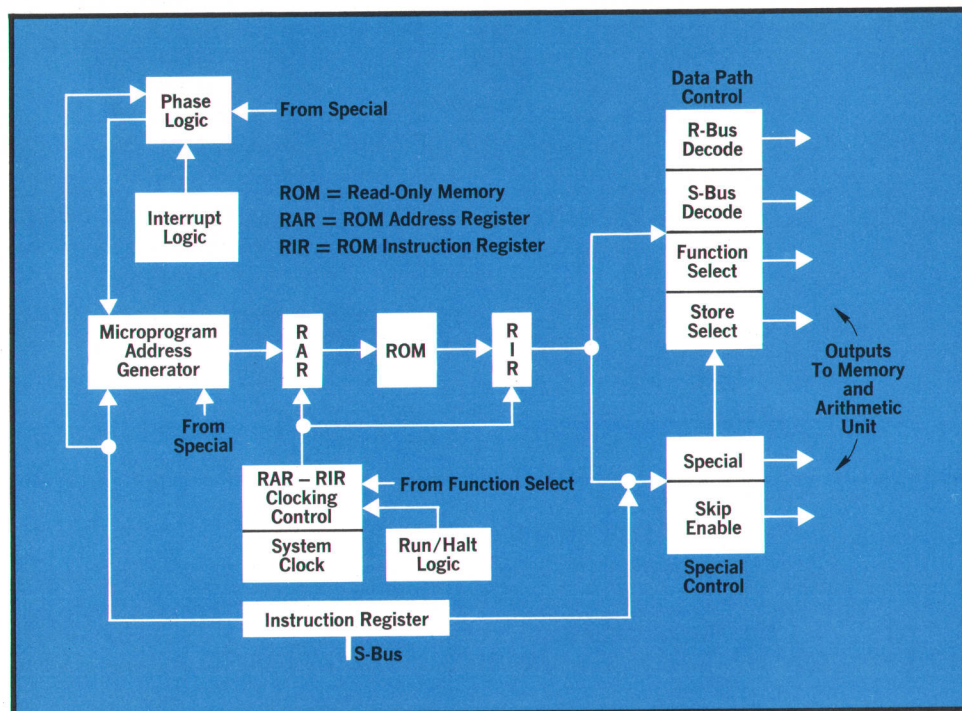 Phase
Logic
From Special
Interrupt
Logic
ROM = Read-Only Memory
RAR = ROM Address Register
RIR = ROM Instruction Register
Microprogram
Address
Generator
From
Special
R
A
R
ROM
R
I
R
RAR – RIR
Clocking
Control
System
Clock
From Function Select
Run/Halt
Logic
Instruction Register
S-Bus
Data Path
Control
R-Bus
Decode
S-Bus
Decode
Function
Select
Store
Select
Outputs
To Memory
and
Arithmetic
Unit
Special
Skip
Enable
Special
Control